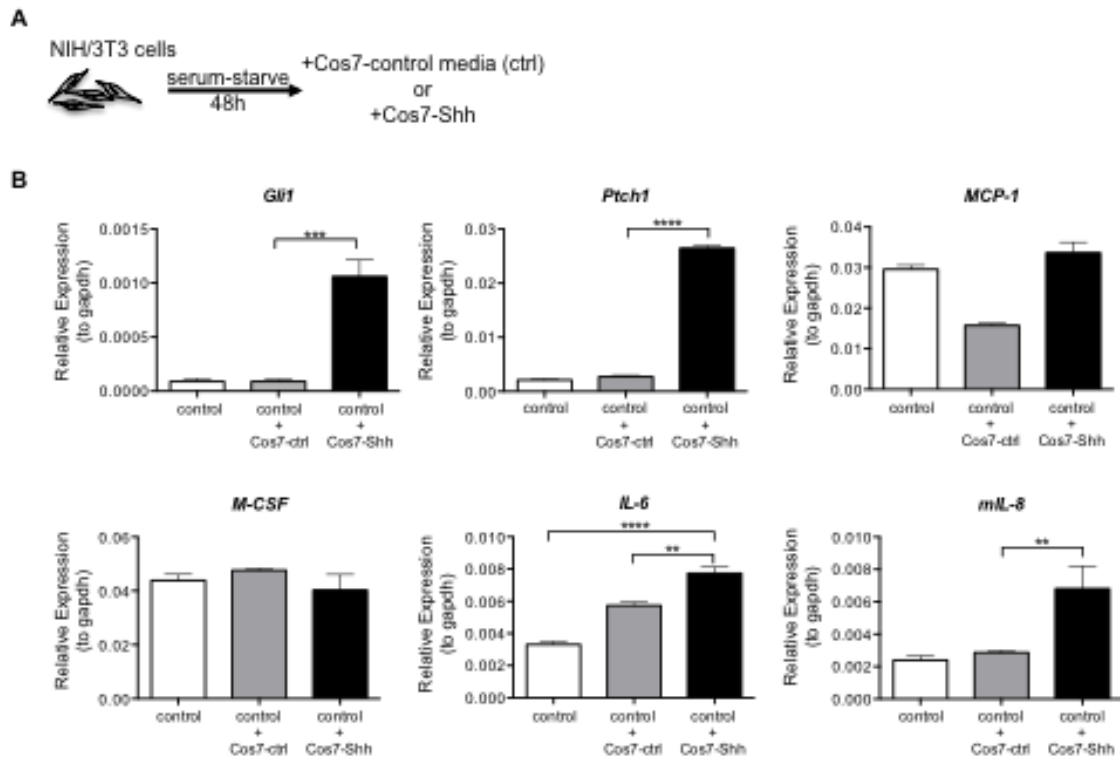 A
NIH/3T3 cells
serum-starve
48h
+Cos7-control media (ctrl)
or
+Cos7-Shh
B
Gli1
Relative Expression
(to gapdh)
0.0015
0.0010
0.0005
0.0000
***
control
control
+
Cos7-ctrl
control
+
Cos7-Shh
Ptch1
Relative Expression
(to gapdh)
0.03
0.02
0.01
0.00
****
control
control
+
Cos7-ctrl
control
+
Cos7-Shh
MCP-1
Relative Expression
(to gapdh)
0.04
0.03
0.02
0.01
0.00
control
control
+
Cos7-ctrl
control
+
Cos7-Shh
M-CSF
Relative Expression
(to gapdh)
0.06
0.04
0.02
0.00
control
control
+
Cos7-ctrl
control
+
Cos7-Shh
IL-6
Relative Expression
(to gapdh)
0.010
0.008
0.006
0.004
0.002
0.000
****
**
control
control
+
Cos7-ctrl
control
+
Cos7-Shh
mIL-8
Relative Expression
(to gapdh)
0.010
0.008
0.006
0.004
0.002
0.000
**
control
control
+
Cos7-ctrl
control
+
Cos7-Shh